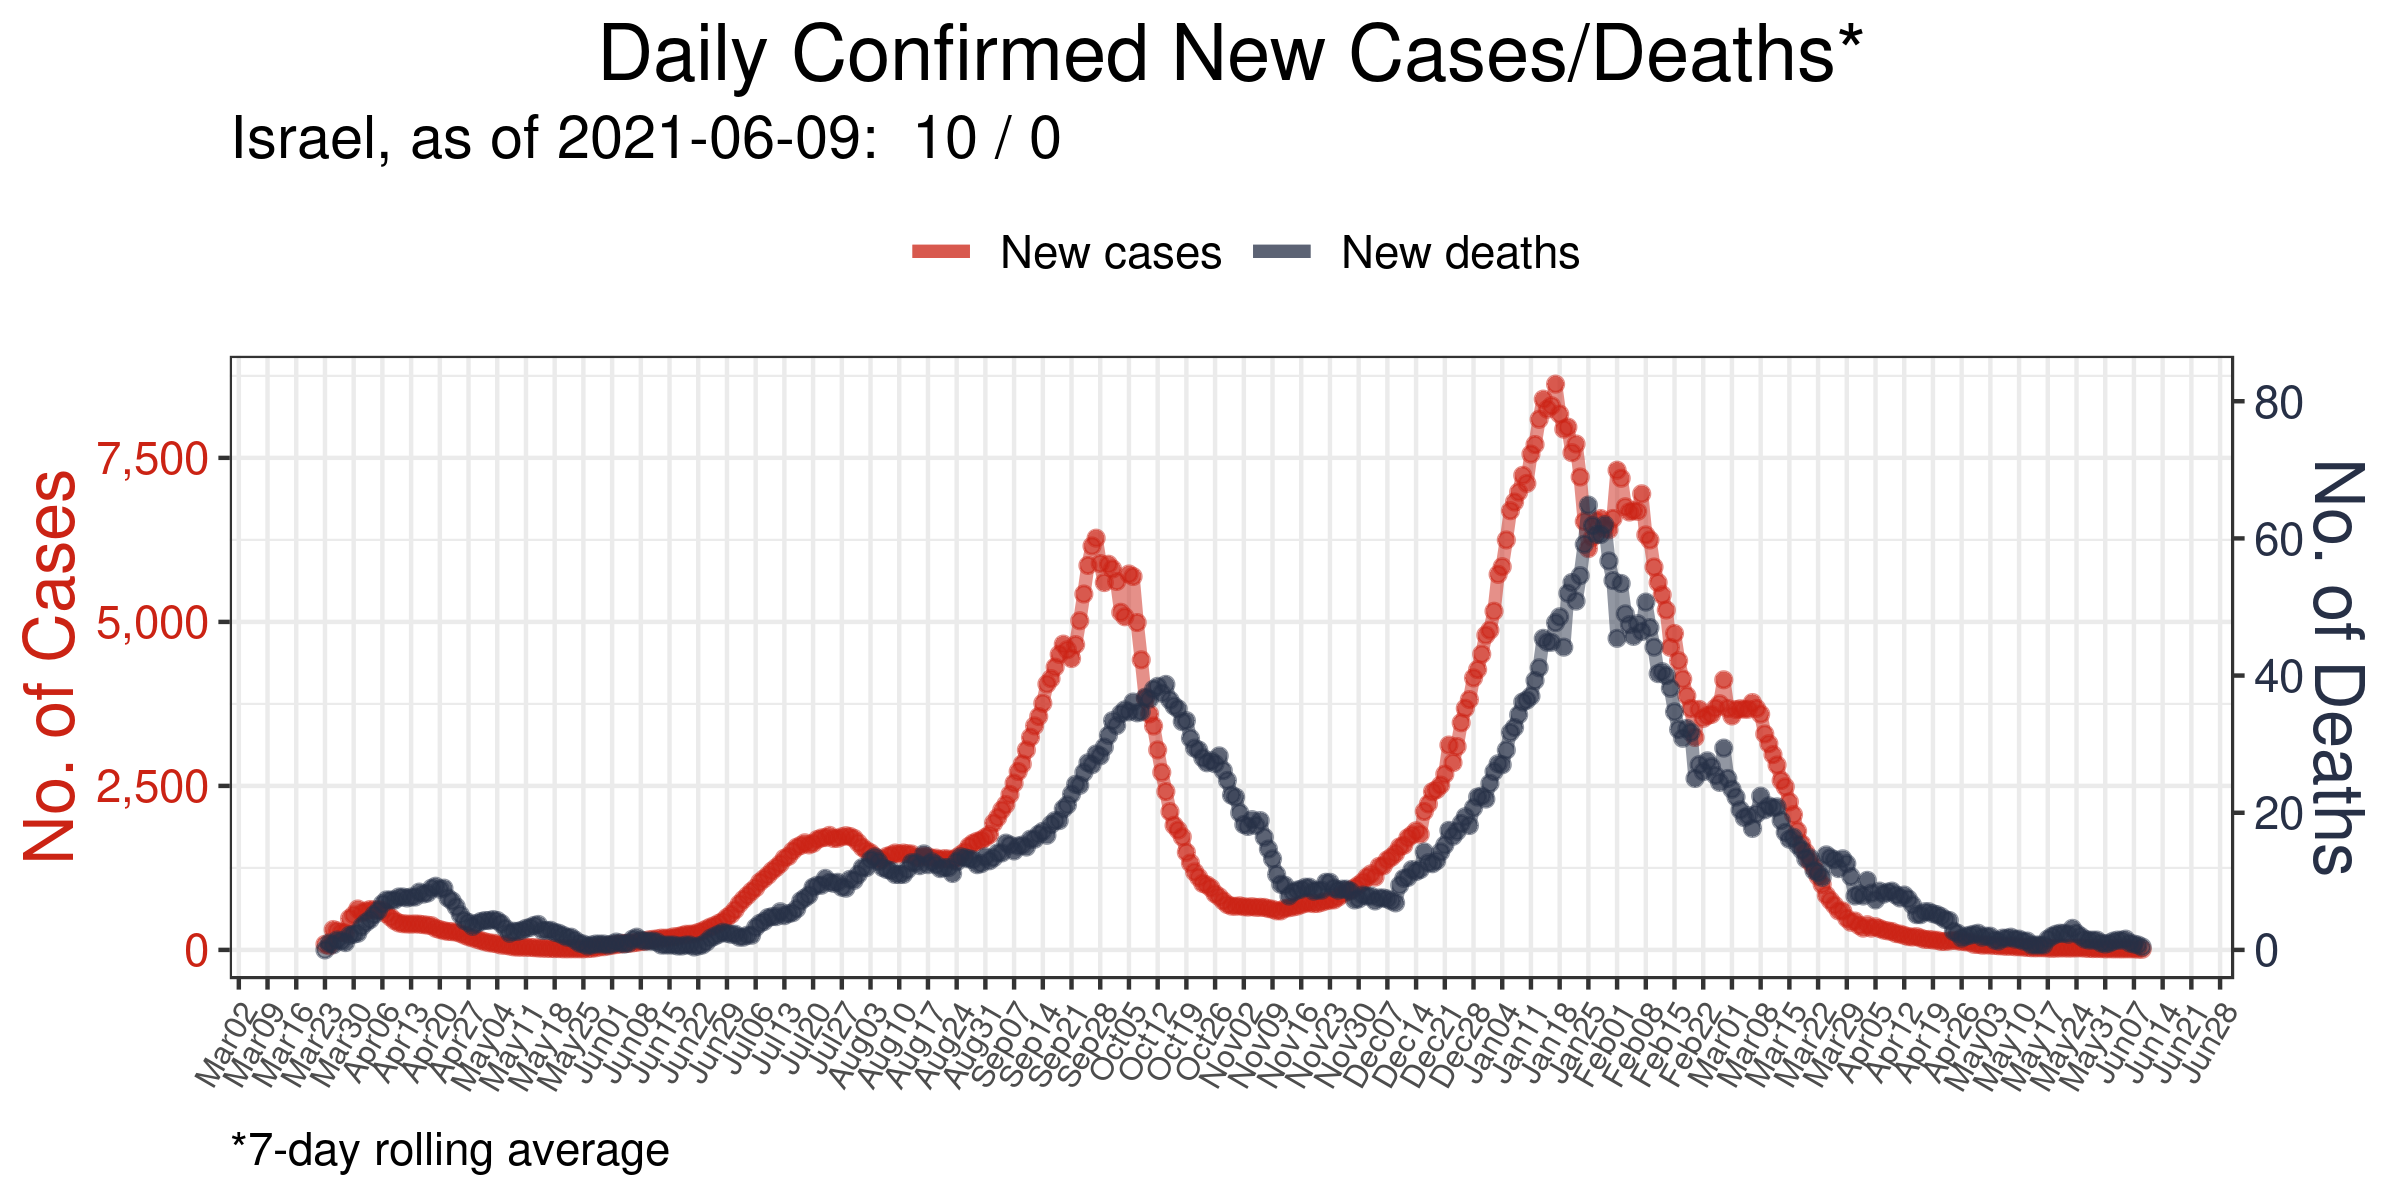 Daily Confirmed New Cases/Deaths*
Israel, as of 2021-06-09:  10 / 0
New cases
New deaths
No. of Cases
7,500
5,000
2,500
0
80
60
40
20
0
No. of Deaths
Mar02
Mar09
Mar16
Mar23
Mar30
Apr06
Apr13
Apr20
Apr27
May04
May11
May18
May25
Jun01
Jun08
Jun15
Jun22
Jun29
Jul06
Jul13
Jul20
Jul27
Aug03
Aug10
Aug17
Aug24
Aug31
Sep07
Sep14
Sep21
Sep28
Oct05
Oct12
Oct19
Oct26
Nov02
Nov09
Nov16
Nov23
Nov30
Dec07
Dec14
Dec21
Dec28
Jan04
Jan11
Jan18
Jan25
Feb01
Feb08
Feb15
Feb22
Mar01
Mar08
Mar15
Mar22
Mar29
Apr05
Apr12
Apr19
Apr26
May03
May10
May17
May24
May31
Jun07
Jun14
Jun21
Jun28
*7-day rolling average